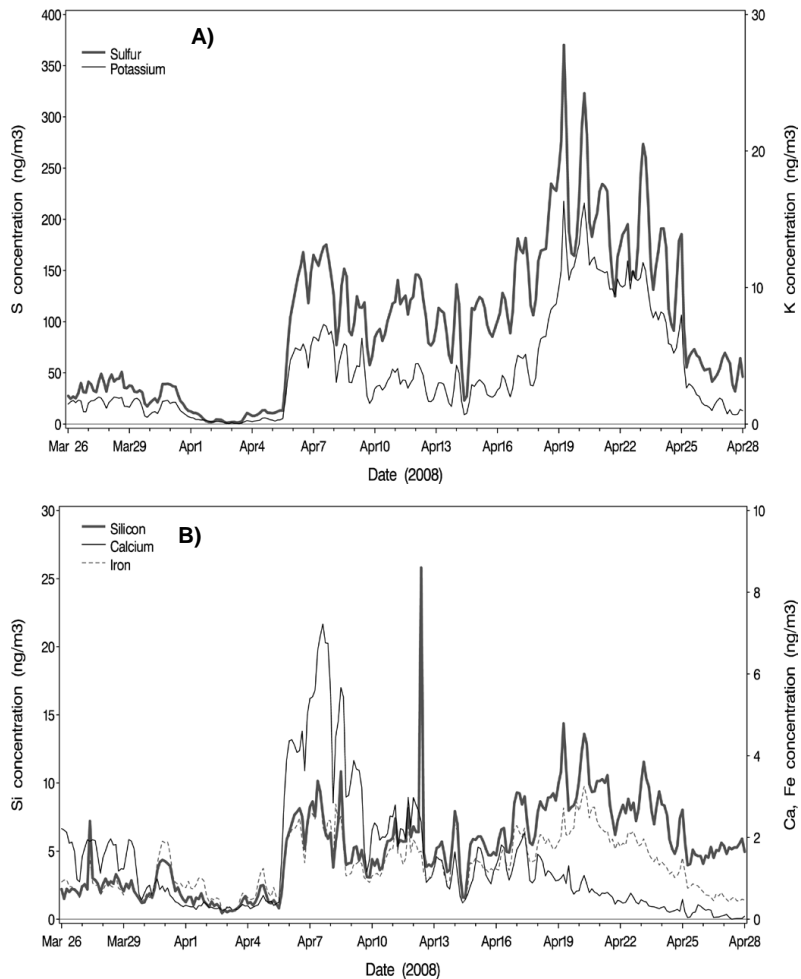 A)
Sulfur
Potassium
400
350
300
250
200
150
100
50
0
30
20
10
0
S concentration (ng/m3)
K concentration (ng/m3)
Mar 26 Mar29 Apr1 Apr4 Apr7 Apr10 Apr13 Apr16 Apr19 Apr22 Apr25 Apr28
Date (2008)
B)
Silicon
Calcium
Iron
30
25
20
15
10
5
0
10
8
6
4
2
0
Si concentration (ng/m3)
Ca, Fe concentration (ng/m3)
Mar 26 Mar29 Apr1 Apr4 Apr7 Apr10 Apr13 Apr16 Apr19 Apr22 Apr25 Apr28
Date (2008)